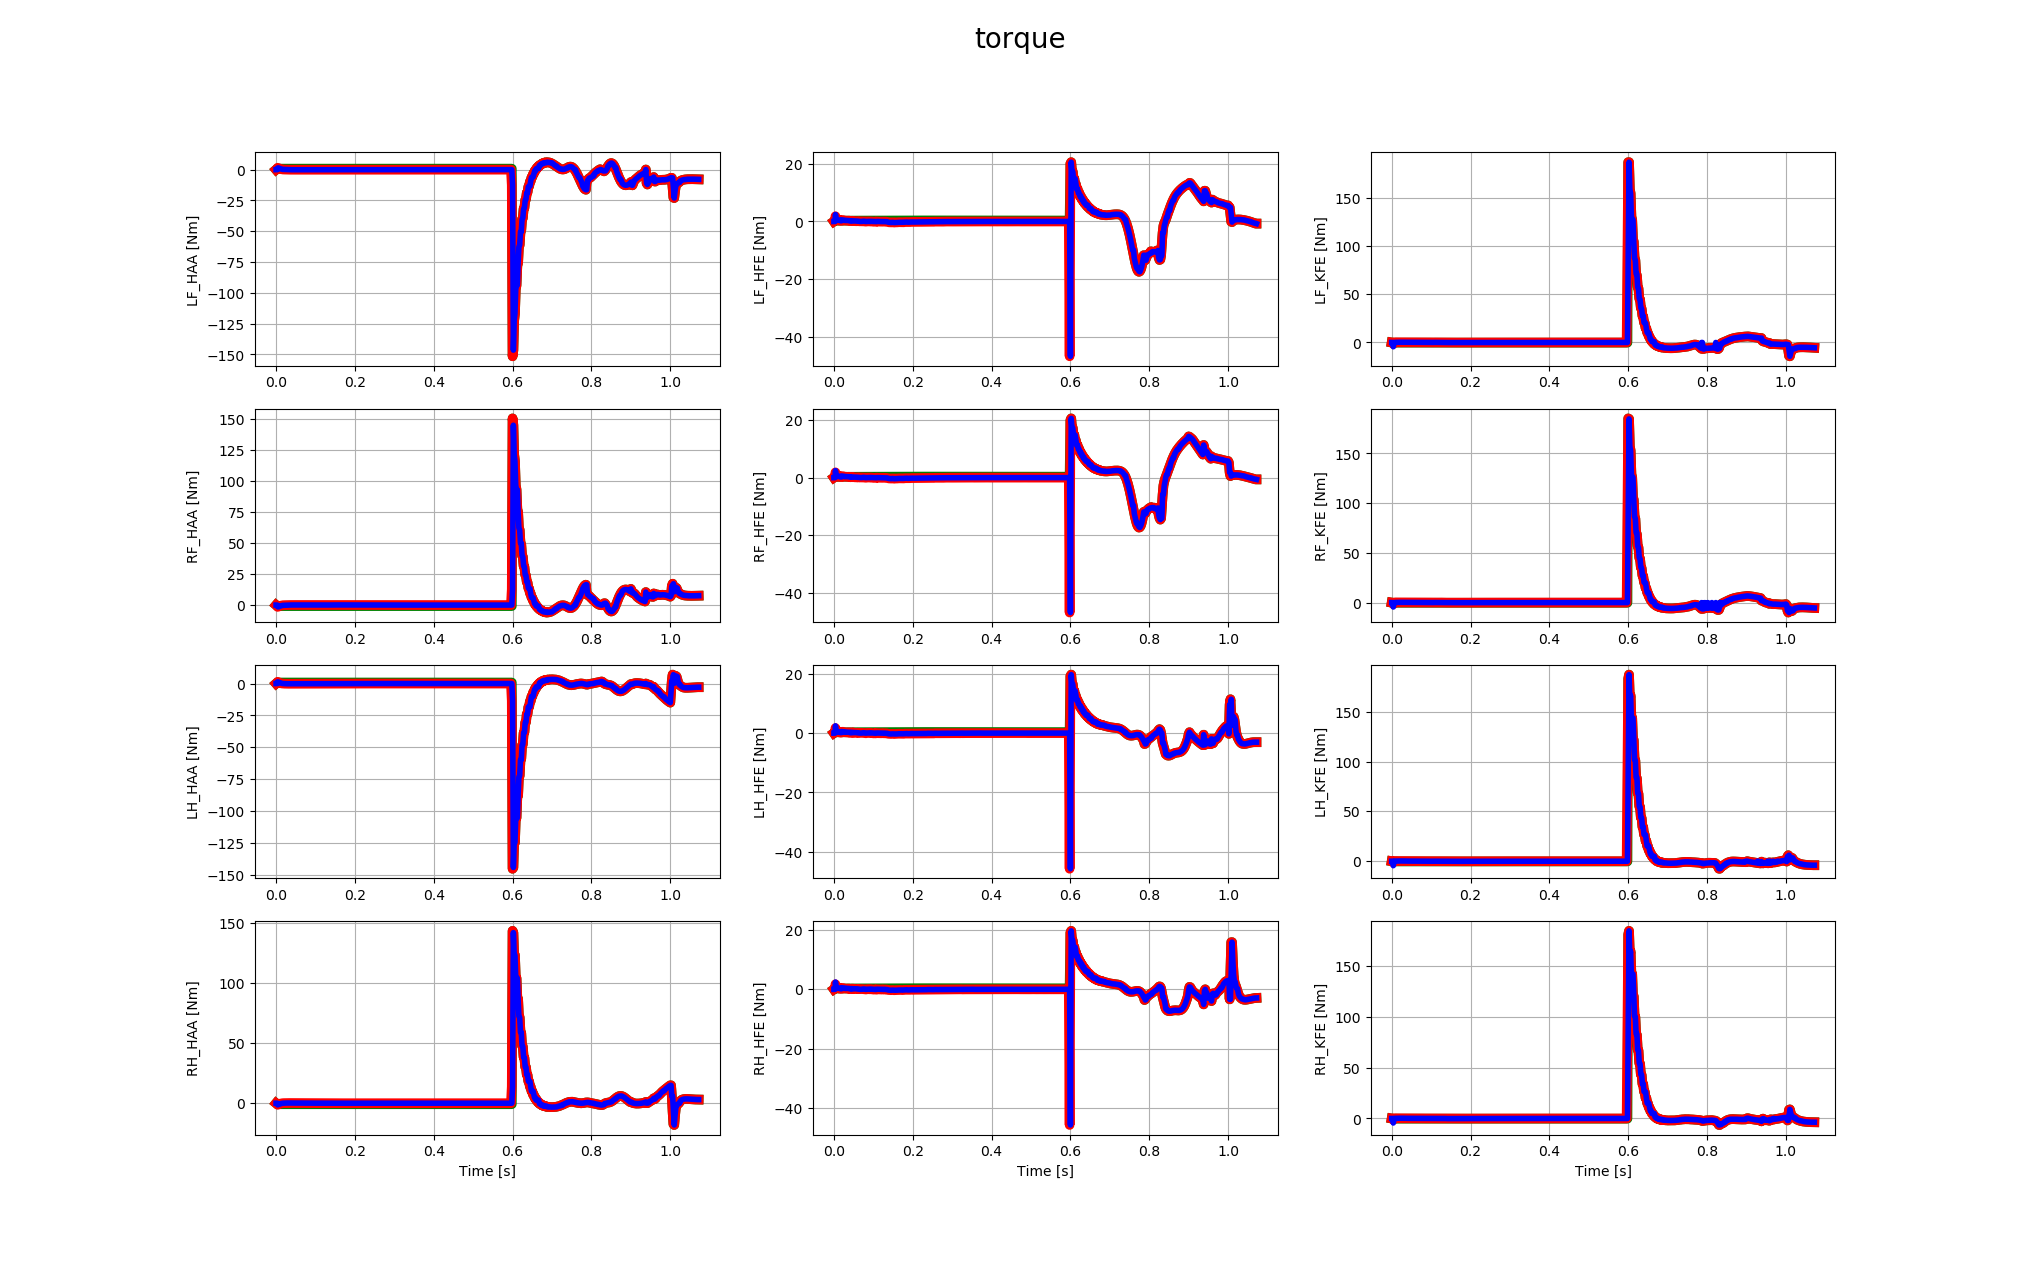 torque
LF_HAA [Nm]
0
−25
−50
−75
−100
−125
−150
0.0 0.2 0.4 0.6 0.8 1.0
LF_HFE [Nm]
20
0
−20
−40
0.0 0.2 0.4 0.6 0.8 1.0
LF_KFE [Nm]
150
100
50
0
0.0 0.2 0.4 0.6 0.8 1.0
RF_HAA [Nm]
150
125
100
75
50
25
0
0.0 0.2 0.4 0.6 0.8 1.0
RF_HFE [Nm]
20
0
−20
−40
0.0 0.2 0.4 0.6 0.8 1.0
RF_KFE [Nm]
150
100
50
0
0.0 0.2 0.4 0.6 0.8 1.0
LH_HAA [Nm]
0
−25
−50
−75
−100
−125
−150
0.0 0.2 0.4 0.6 0.8 1.0
LH_HFE [Nm]
20
0
−20
−40
0.0 0.2 0.4 0.6 0.8 1.0
LH_KFE [Nm]
150
100
50
0
0.0 0.2 0.4 0.6 0.8 1.0
RH_HAA [Nm]
150
100
50
0
0.0 0.2 0.4 0.6 0.8 1.0
Time [s]
RH_HFE [Nm]
20
0
−20
−40
0.0 0.2 0.4 0.6 0.8 1.0
Time [s]
RH_KFE [Nm]
150
100
50
0
0.0 0.2 0.4 0.6 0.8 1.0
Time [s]